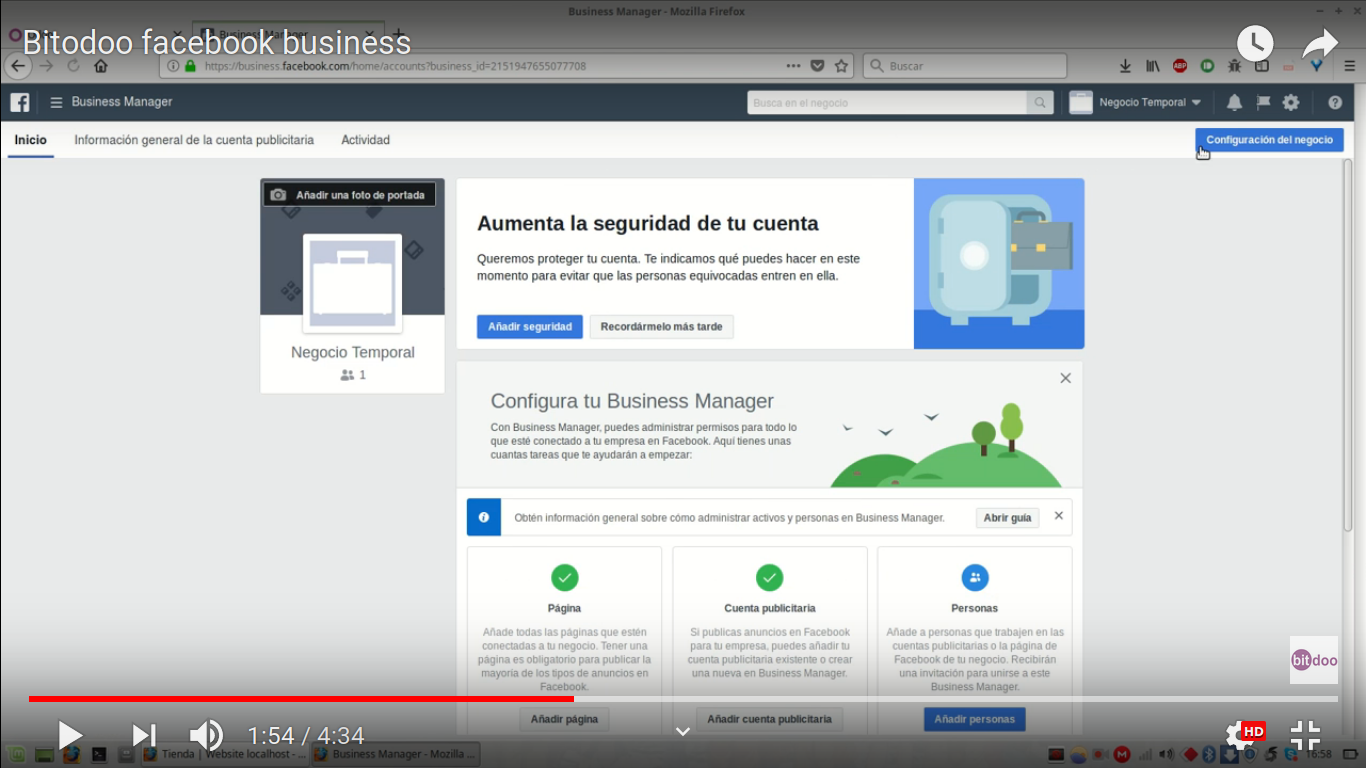 Business Manager - Mozilla Firefox
Bitodoo facebook business
https://business.facebook.com/home/accounts?business_id=2151947655077708
Buscar
ABP
Business Manager
Busca en el negocio
Negocio Temporal
Inicio
Información general de la cuenta publicitaria
Actividad
Configuración del negocio
Añadir una foto de portada
Negocio Temporal
1
Aumenta la seguridad de tu cuenta
Queremos proteger tu cuenta. Te indicamos qué puedes hacer en este
momento para evitar que las personas equivocadas entren en ella.
Añadir seguridad
Recordármelo más tarde
Configura tu Business Manager
Con Business Manager, puedes administrar permisos para todo lo
que esté conectado a tu empresa en Facebook. Aquí tienes unas
cuantas tareas que te ayudarán a empezar:
Obtén información general sobre cómo administrar activos y personas en Business Manager.
Abrir guía
Página
Añade todas las páginas que estén
conectadas a tu negocio. Tener una
página es obligatorio para publicar la
mayoría de los tipos de anuncios en
Facebook.
Añadir página
Cuenta publicitaria
Si publicas anuncios en Facebook
para tu empresa, puedes añadir tu
cuenta publicitaria existente o crear
una nueva en Business Manager.
Añadir cuenta publicitaria
Personas
Añade a personas que trabajen en las
cuentas publicitarias o la página de
Facebook de tu negocio. Recibirán
una invitación para unirse a este
Business Manager.
Añadir personas
bitdoo
1:54 / 4:34
HD
Tienda | Website localhost - ...
Business Manager - Mozilla ...
16:58